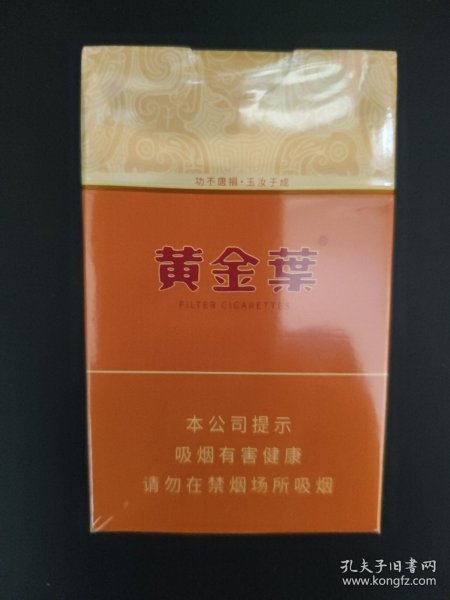 功不唐捐·玉汝于成
黄金葉®
FILTER CIGARETTES
本公司提示
吸烟有害健康
请勿在禁烟场所吸烟
孔夫子旧书网
www.kongfz.com